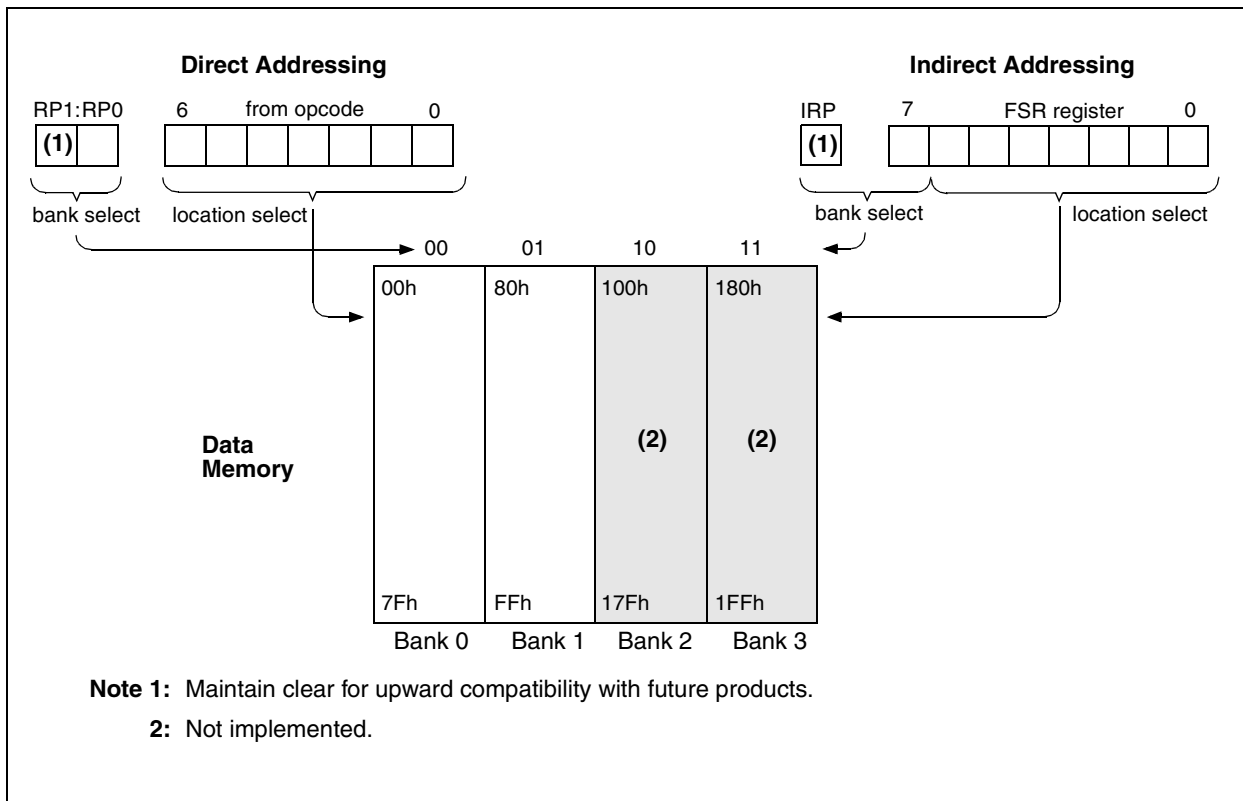 Direct Addressing
Indirect Addressing
RP1:RP0 6 from opcode 0
IRP 7 FSR register 0
(1)
(1)
bank select location select
bank select location select
00 01 10 11
00h 80h 100h 180h
Data
Memory
(2) (2)
7Fh FFh 17Fh 1FFh
Bank 0 Bank 1 Bank 2 Bank 3
Note 1: Maintain clear for upward compatibility with future products.
2: Not implemented.